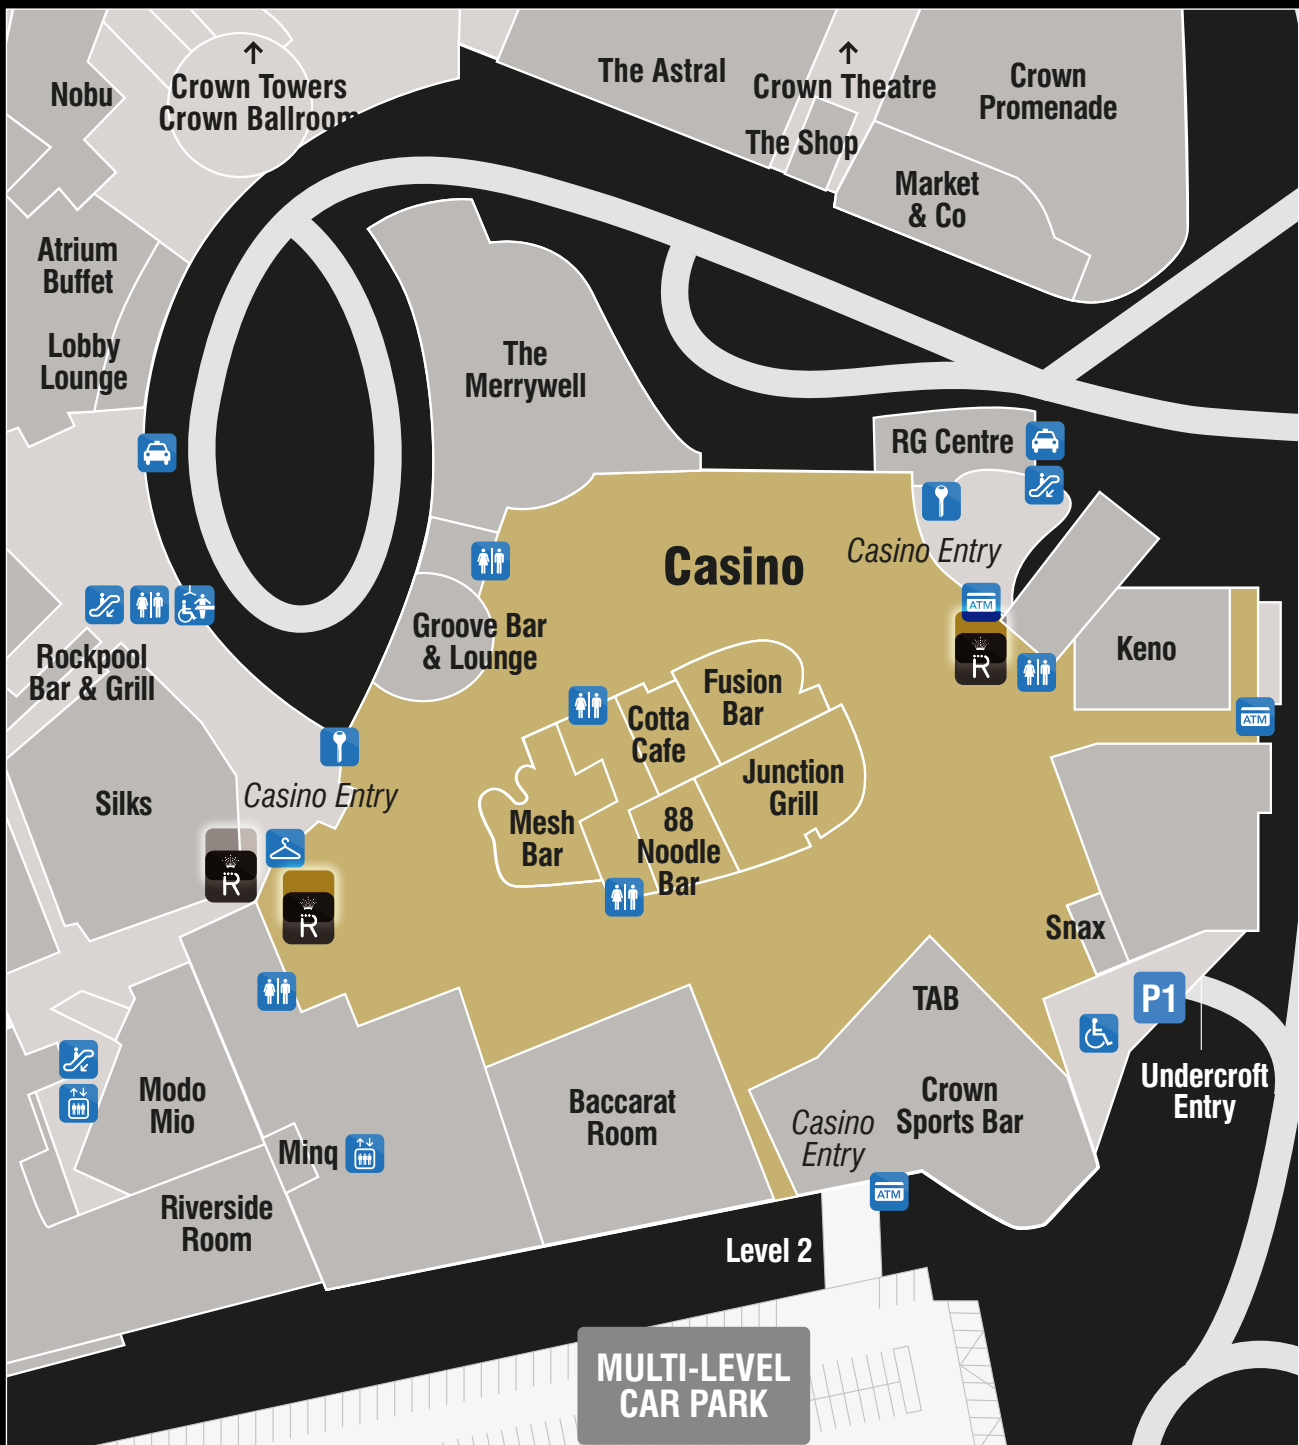 Nobu
Crown Towers
Crown Ballroom
The Astral
Crown Theatre
The Shop
Crown
Promenade
Market
& Co
Atrium
Buffet
Lobby
Lounge
The
Merrywell
RG Centre
Casino
Casino Entry
ATM
R
Keno
ATM
Groove Bar
& Lounge
Rockpool
Bar & Grill
Fusion
Bar
Cotta
Cafe
Junction
Grill
Mesh
Bar
88
Noodle
Bar
Silks
Casino Entry
R
R
Snax
TAB
P1
Undercroft
Entry
Modo
Mio
Minq
Baccarat
Room
Crown
Sports Bar
Casino
Entry
ATM
Riverside
Room
Level 2
MULTI-LEVEL
CAR PARK